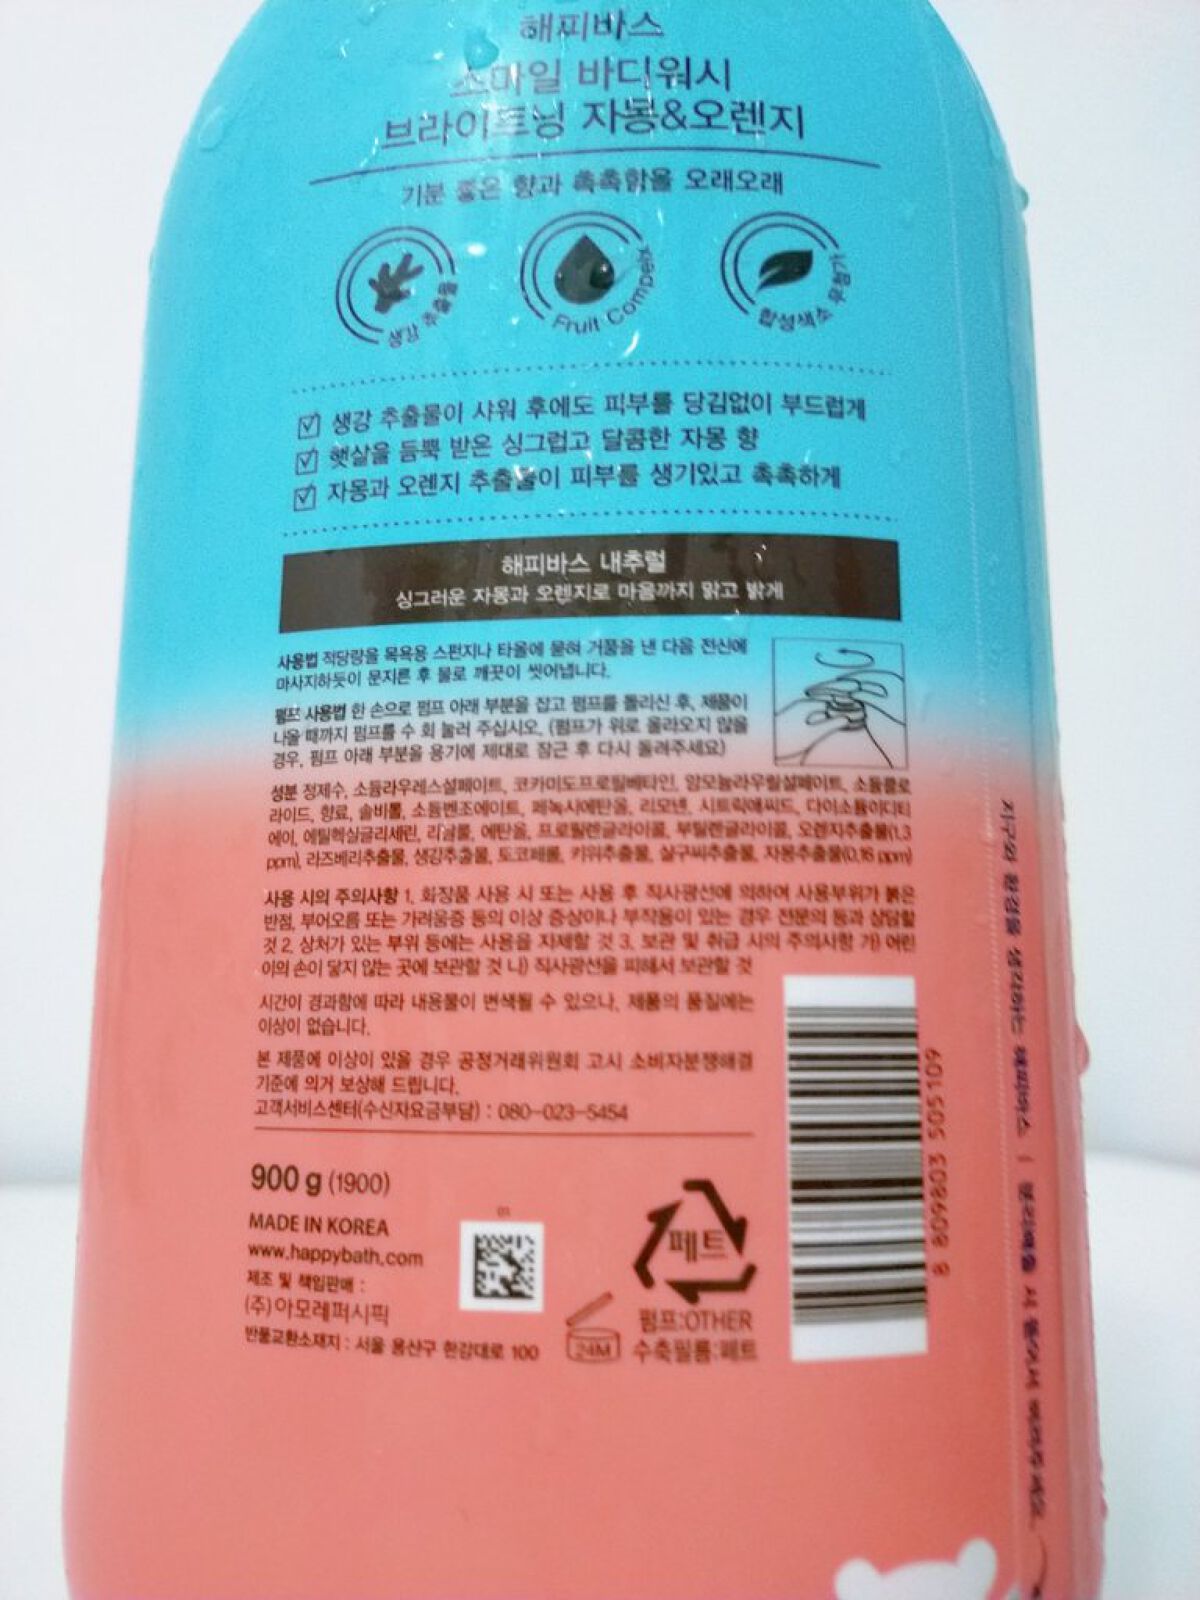 해피바스
스마일 바디워시
브라이트닝 자몽&오렌지
기분 좋은 향과 촉촉함을 오래오래
생강 추출물
Fruit Compelx
합성색소 무첨가
생강 추출물이 샤워 후에도 피부를 당김없이 부드럽게
햇살을 듬뿍 받은 싱그럽고 달콤한 자몽 향
자몽과 오렌지 추출물이 피부를 생기있고 촉촉하게
해피바스 내추럴
싱그러운 자몽과 오렌지로 마음까지 맑고 밝게
사용법 적당량을 목욕용 스펀지나 타올에 묻혀 거품을 낸 다음 전신에
마사지하듯이 문지른 후 물로 깨끗이 씻어냅니다.
펌프 사용법 한 손으로 펌프 아래 부분을 잡고 펌프를 돌리신 후, 제품이
나올 때까지 펌프를 수 회 눌러 주십시오. (펌프가 위로 올라오지 않을
경우, 펌프 아래 부분을 용기에 제대로 잠근 후 다시 돌려주세요)
성분 정제수, 소듐라우레스설페이트, 코카미도프로필베타인, 암모늄라우릴설페이트, 소듐클로
라이드, 향료, 솔비톨, 소듐벤조에이트, 페녹시에탄올, 리모넨, 시트릭애씨드, 다이소듐이디티
에이, 에틸헥실글리세린, 리날룰, 에탄올, 프로필렌글라이콜, 부틸렌글라이콜, 오렌지추출물(1.3
ppm), 라즈베리추출물, 생강추출물, 토코페롤, 키위추출물, 살구씨추출물, 자몽추출물(0.16 ppm)
사용 시의 주의사항 1. 화장품 사용 시 또는 사용 후 직사광선에 의하여 사용부위가 붉은
반점, 부어오름 또는 가려움증 등의 이상 증상이나 부작용이 있는 경우 전문의 등과 상담할
것 2. 상처가 있는 부위 등에는 사용을 자제할 것 3. 보관 및 취급 시의 주의사항 가) 어린
이의 손이 닿지 않는 곳에 보관할 것 나) 직사광선을 피해서 보관할 것
시간이 경과함에 따라 내용물이 변색될 수 있으나, 제품의 품질에는
이상이 없습니다.
본 제품에 이상이 있을 경우 공정거래위원회 고시 소비자분쟁해결
기준에 의거 보상해 드립니다.
고객서비스센터(수신자요금부담) : 080-023-5454
900 g (1900)
MADE IN KOREA
www.happybath.com
제조 및 책임판매 :
(주)아모레퍼시픽
반품교환소재지 : 서울 용산구 한강대로 100
01
24M
페트
펌프:OTHER
수축필름:페트
8 809803 505109
지구와 환경을 생각하는 해피바스